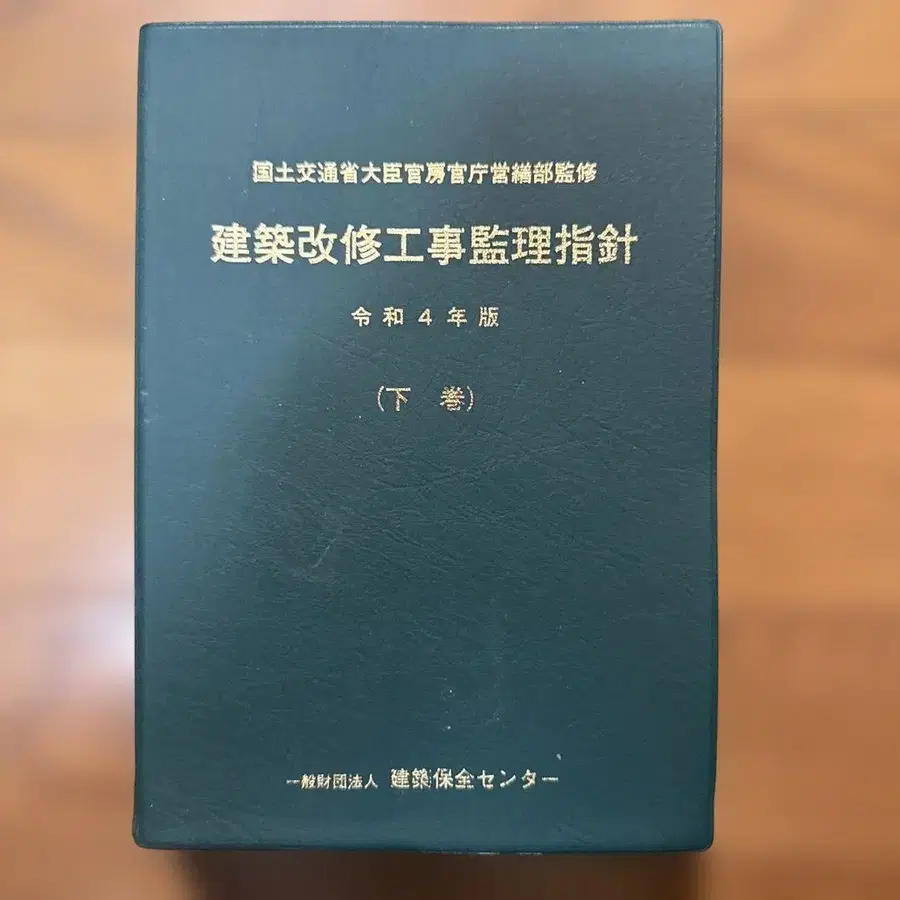 国土交通省大臣官房官庁営繕部監修
建築改修工事監理指針
令和4年版
(下巻)
一般財団法人 建築保全センター